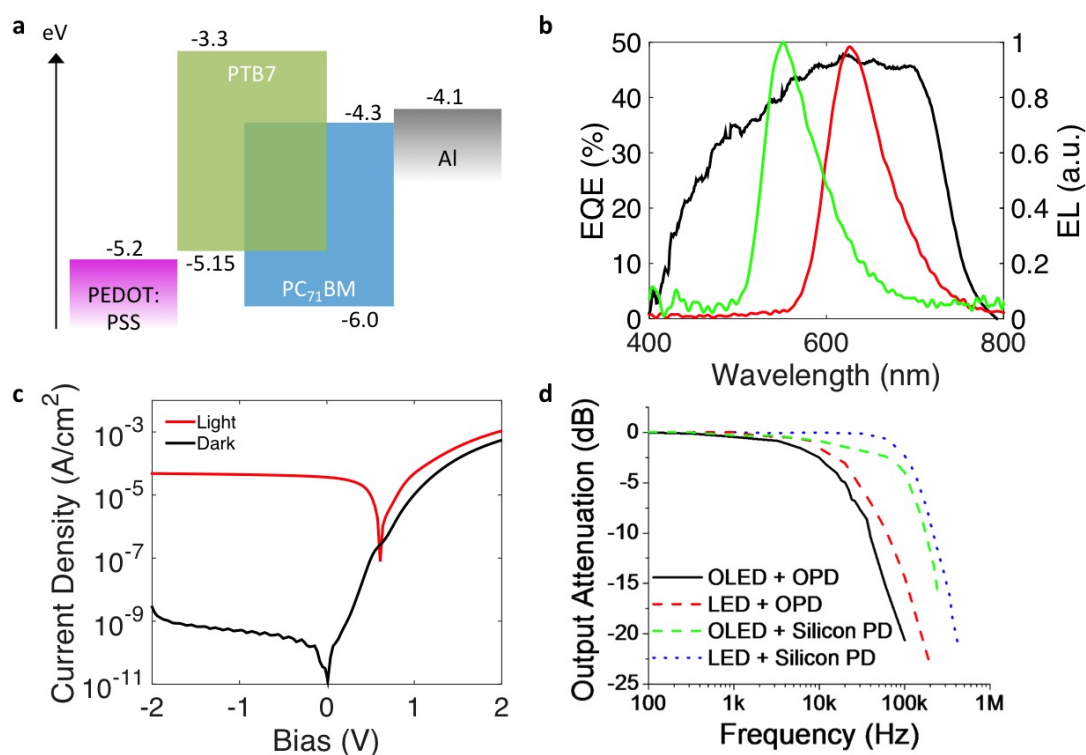 a
eV
-3.3
PTB7
-4.3
-4.1
Al
-5.2
-5.15
PEDOT:
PSS
PC71BM
-6.0
b
50
40
30
20
10
0
EQE (%)
1
0.8
0.6
0.4
0.2
0
EL (a.u.)
400
600
800
Wavelength (nm)
c
Current Density (A/cm²)
10⁻³
10⁻⁵
10⁻⁷
10⁻⁹
10⁻¹¹
Light
Dark
-2
-1
0
1
2
Bias (V)
d
Output Attenuation (dB)
0
-5
-10
-15
-20
-25
OLED + OPD
LED + OPD
OLED + Silicon PD
LED + Silicon PD
100
1k
10k
100k
1M
Frequency (Hz)